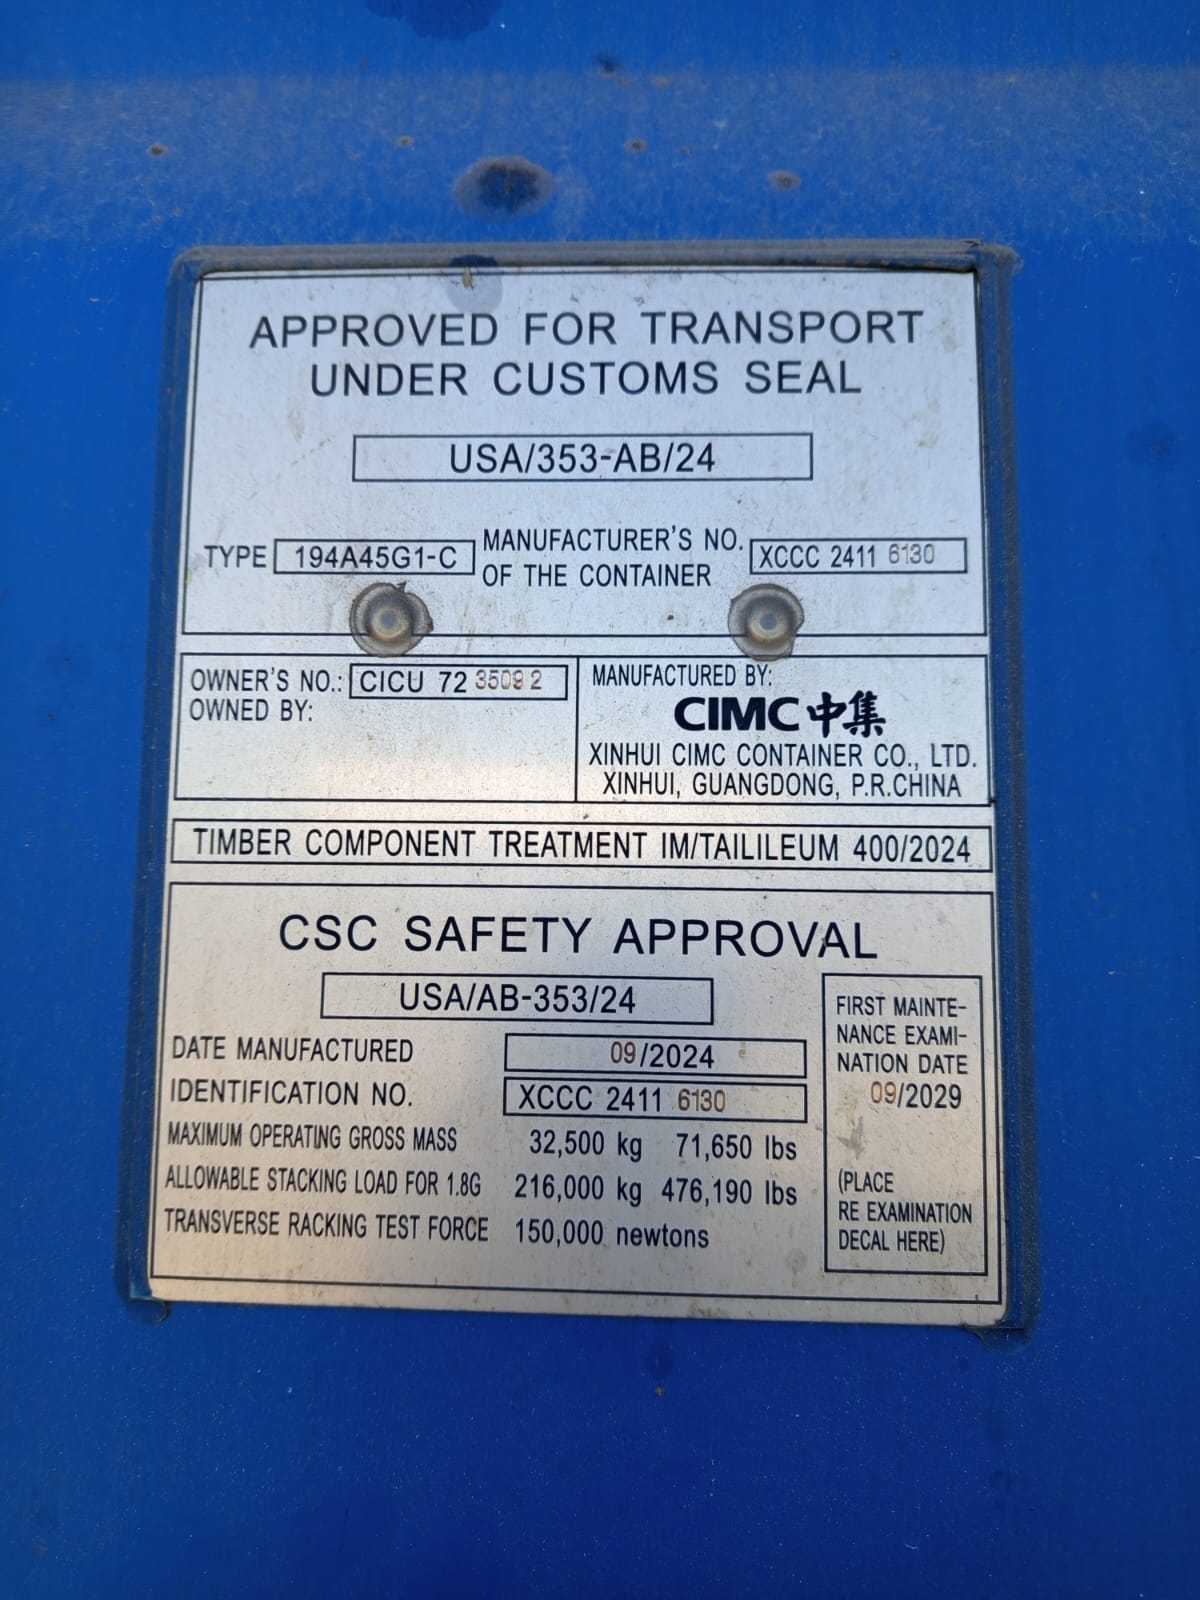 APPROVED FOR TRANSPORT
UNDER CUSTOMS SEAL
USA/353-AB/24
TYPE 194A45G1-C MANUFACTURER'S NO. OF THE CONTAINER XCCC 2411 6130
OWNER'S NO.: CICU 72 35092
OWNED BY:
MANUFACTURED BY:
CIMC中集
XINHUI CIMC CONTAINER CO., LTD.
XINHUI, GUANGDONG, P.R.CHINA
TIMBER COMPONENT TREATMENT IM/TAILILEUM 400/2024
CSC SAFETY APPROVAL
USA/AB-353/24
DATE MANUFACTURED 09/2024
IDENTIFICATION NO. XCCC 2411 6130
MAXIMUM OPERATING GROSS MASS 32,500 kg 71,650 lbs
ALLOWABLE STACKING LOAD FOR 1.8G 216,000 kg 476,190 lbs
TRANSVERSE RACKING TEST FORCE 150,000 newtons
FIRST MAINTE-
NANCE EXAMI-
NATION DATE
09/2029
(PLACE
RE EXAMINATION
DECAL HERE)